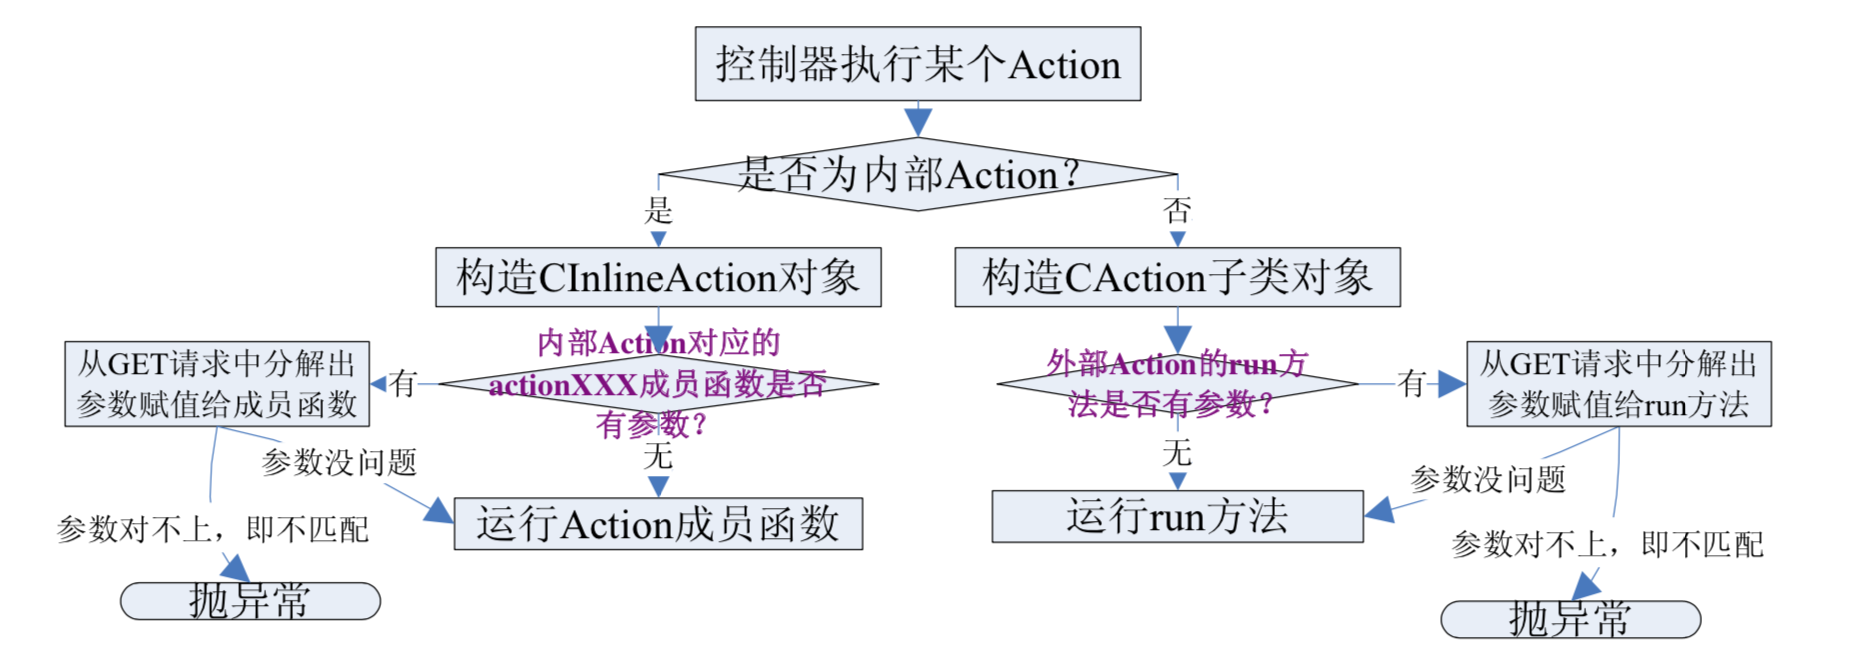 控制器执行某个Action
是否为内部Action？
是
否
构造CInlineAction对象
构造CAction子类对象
从GET请求中分解出
参数赋值给成员函数
有
内部Action对应的
actionXXX成员函数是否
有参数？
外部Action的run方
法是否有参数？
有
从GET请求中分解出
参数赋值给run方法
参数没问题
无
无
参数没问题
参数对不上，即不匹配
运行Action成员函数
运行run方法
参数对不上，即不匹配
抛异常
抛异常